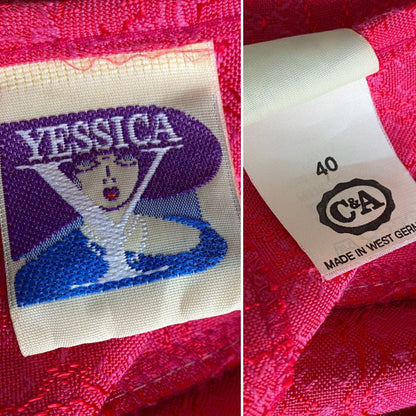 YESSICA
Y
40
C&A
MADE IN WEST GERM